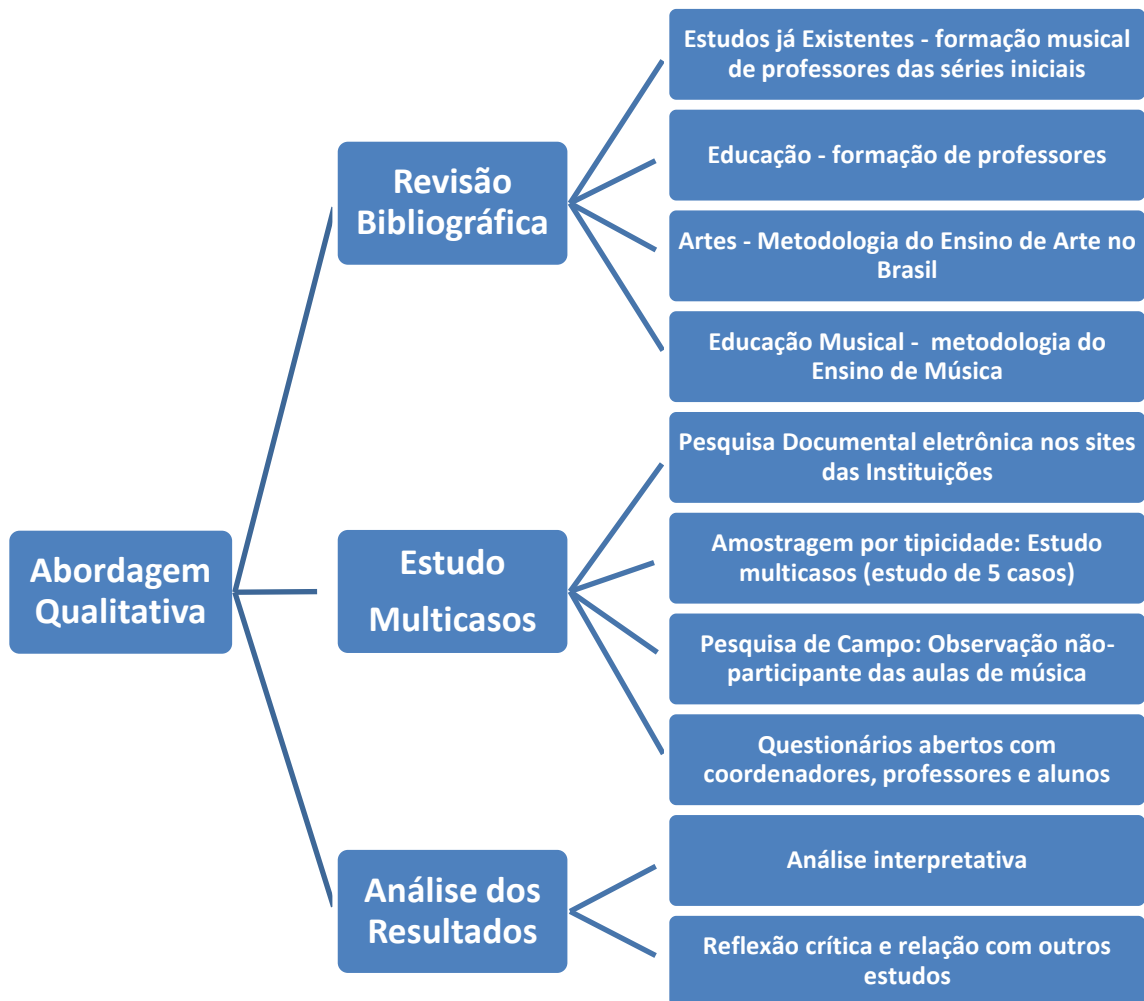 Abordagem
Qualitativa
Revisão
Bibliográfica
Estudos já Existentes - formação musical
de professores das séries iniciais
Educação - formação de professores
Artes - Metodologia do Ensino de Arte no
Brasil
Educação Musical - metodologia do
Ensino de Música
Estudo
Multicasos
Pesquisa Documental eletrônica nos sites
das Instituições
Amostragem por tipicidade: Estudo
multicasos (estudo de 5 casos)
Pesquisa de Campo: Observação não-
participante das aulas de música
Questionários abertos com
coordenadores, professores e alunos
Análise dos
Resultados
Análise interpretativa
Reflexão crítica e relação com outros
estudos